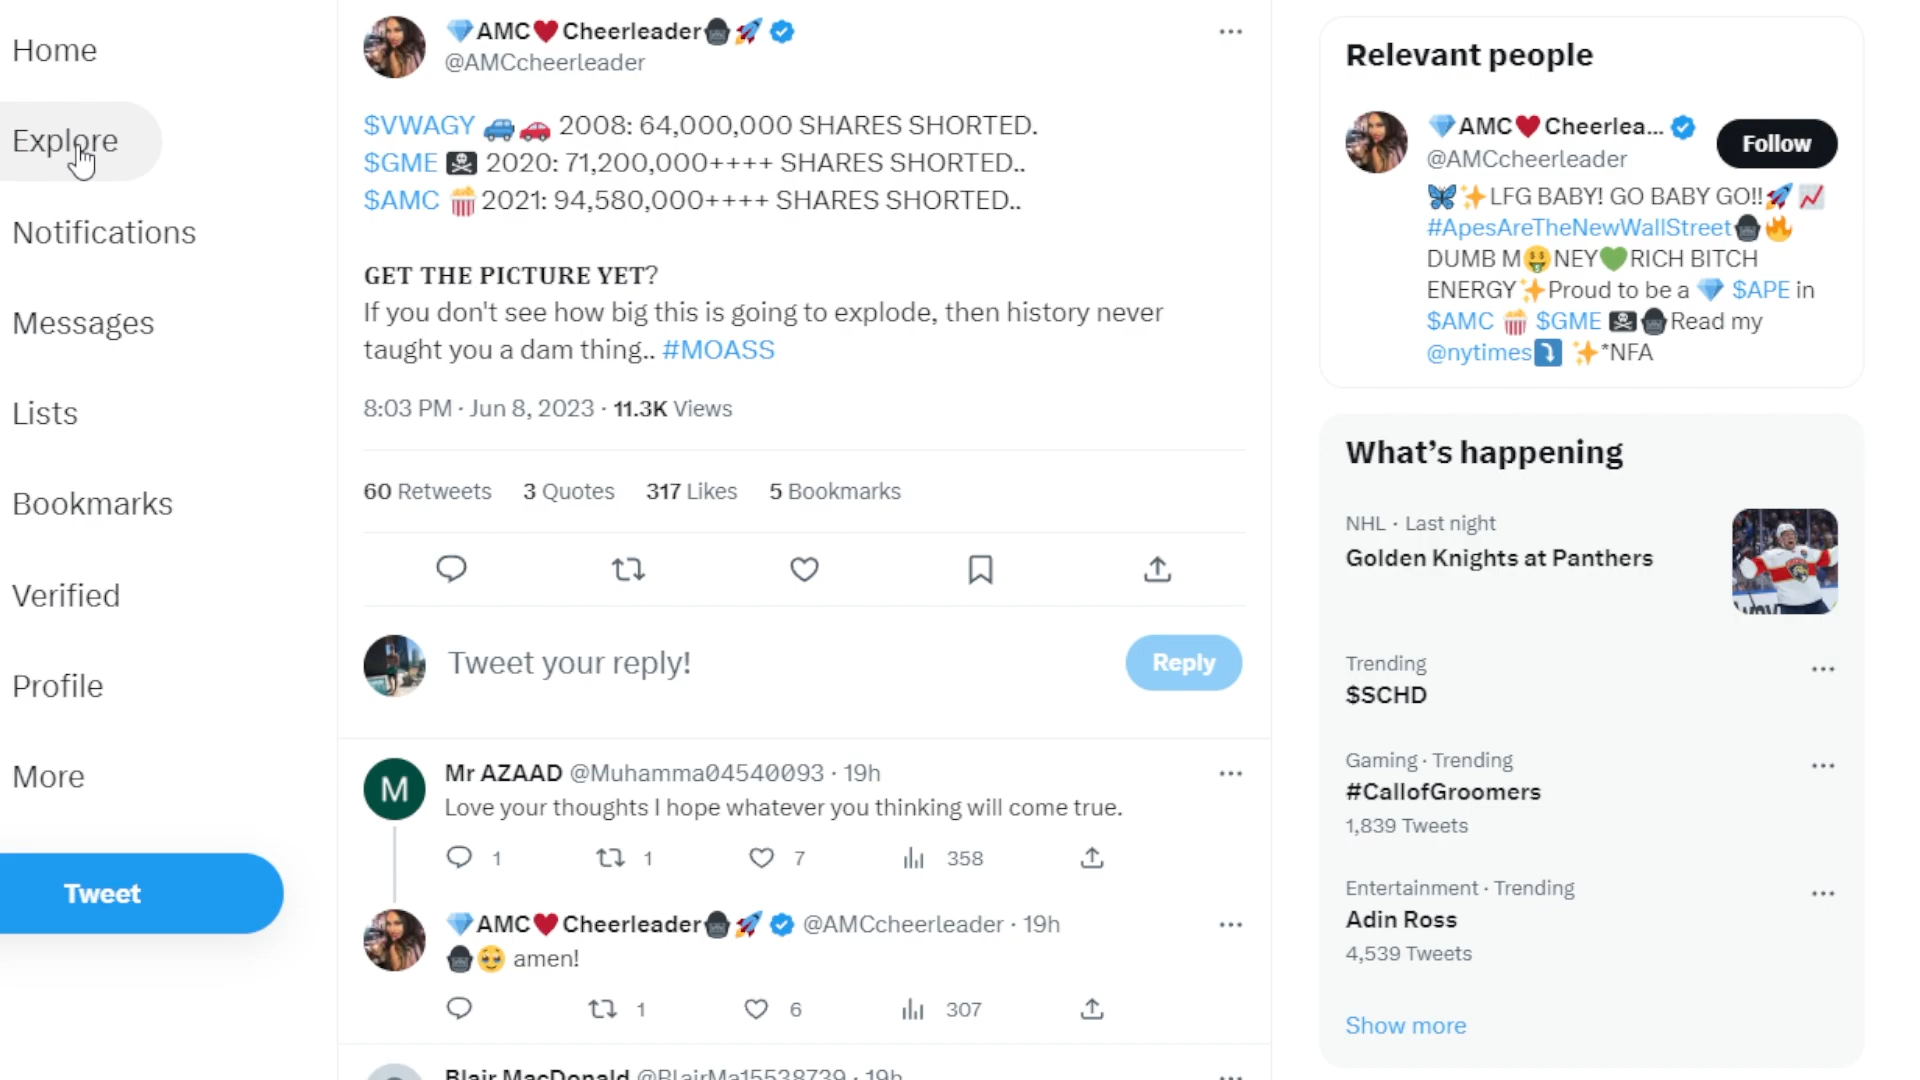 Home
Explore
Notifications
Messages
Lists
Bookmarks
Verified
Profile
More
Tweet
💎AMC❤️Cheerleader🦍🚀
@AMCcheerleader
$VWAGY 🚙🚗 2008: 64,000,000 SHARES SHORTED.
$GME 🏴‍☠️ 2020: 71,200,000++++ SHARES SHORTED..
$AMC 🍿 2021: 94,580,000++++ SHARES SHORTED..
GET THE PICTURE YET?
If you don't see how big this is going to explode, then history never
taught you a dam thing.. #MOASS
8:03 PM · Jun 8, 2023 · 11.3K Views
60 Retweets 3 Quotes 317 Likes 5 Bookmarks
Tweet your reply!
Reply
M
Mr AZAAD @Muhamma04540093 · 19h
Love your thoughts I hope whatever you thinking will come true.
1 1 7 358
💎AMC❤️Cheerleader🦍🚀 @AMCcheerleader · 19h
🦍🥹 amen!
1 6 307
Blair MacDonald @BlairMa15538739 · 19h
Relevant people
💎AMC❤️Cheerlea...
@AMCcheerleader
Follow
🦋✨LFG BABY! GO BABY GO!!🚀📈
#ApesAreTheNewWallStreet🦍🔥
DUMB M🤑NEY💚RICH BITCH
ENERGY✨Proud to be a 💎 $APE in
$AMC 🍿 $GME 🏴‍☠️🦍Read my
@nytimes⤵️ ✨*NFA
What's happening
NHL · Last night
Golden Knights at Panthers
Trending
$SCHD
Gaming · Trending
#CallofGroomers
1,839 Tweets
Entertainment · Trending
Adin Ross
4,539 Tweets
Show more